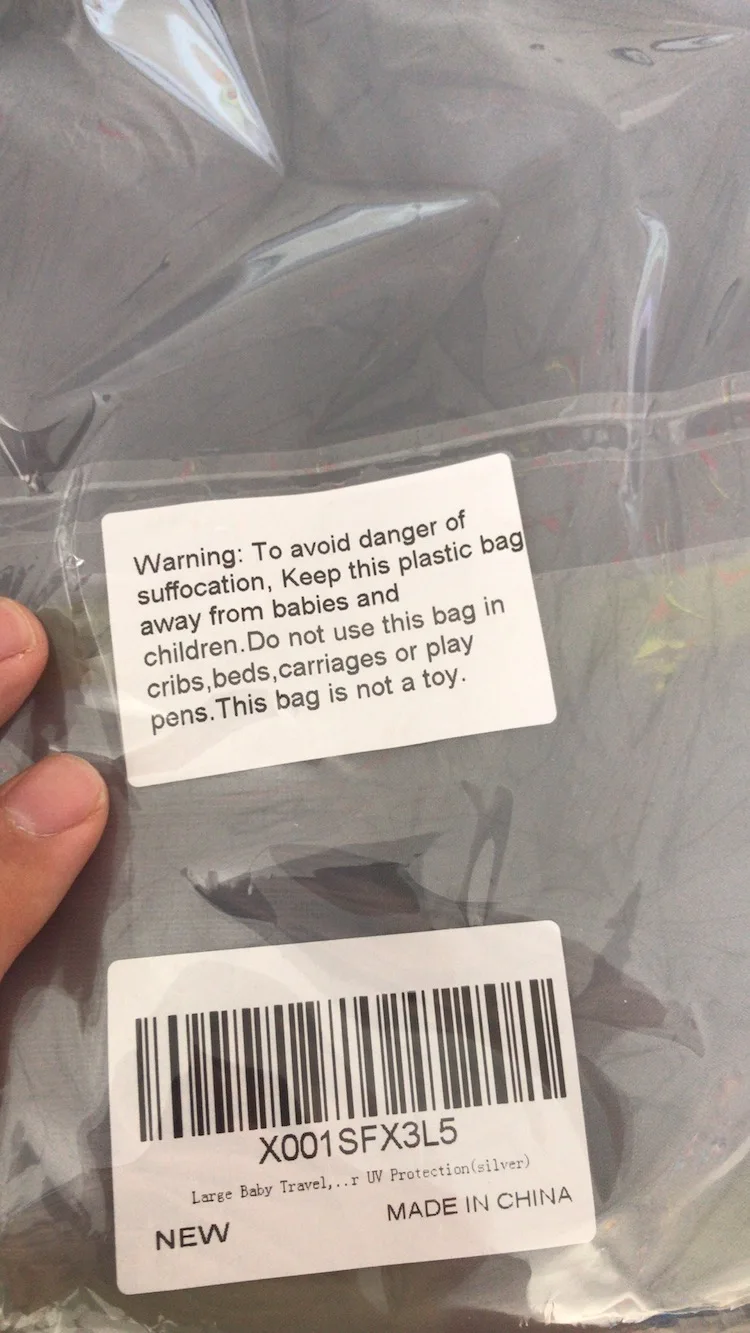 Warning: To avoid danger of
suffocation, Keep this plastic bag
away from babies and
children.Do not use this bag in
cribs,beds,carriages or play
pens.This bag is not a toy.
X001SFX3L5
Large Baby Travel,..r UV Protection(silver)
NEW
MADE IN CHINA